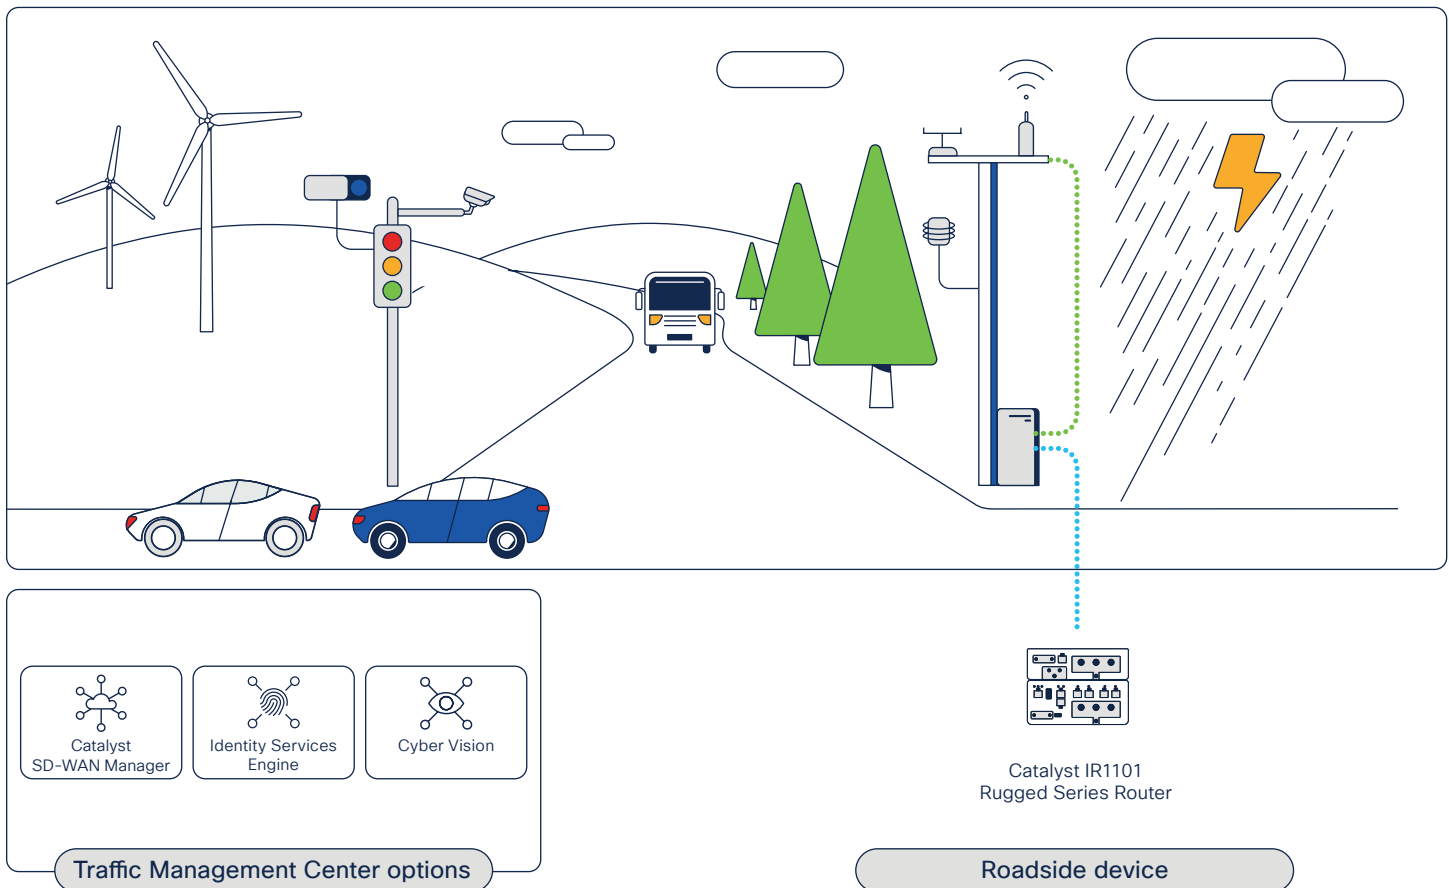 Catalyst
SD-WAN Manager
Identity Services
Engine
Cyber Vision
Traffic Management Center options
Catalyst IR1101
Rugged Series Router
Roadside device